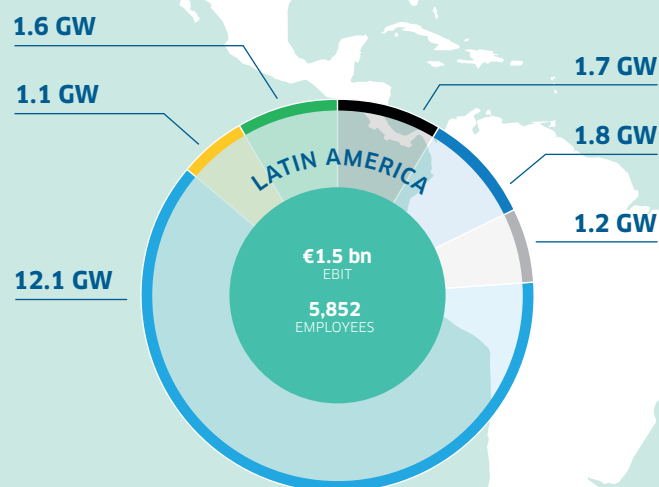 1.6 GW
1.7 GW
1.1 GW
1.8 GW
LATIN AMERICA
1.2 GW
€1.5 bn
EBIT
12.1 GW
5,852
EMPLOYEES